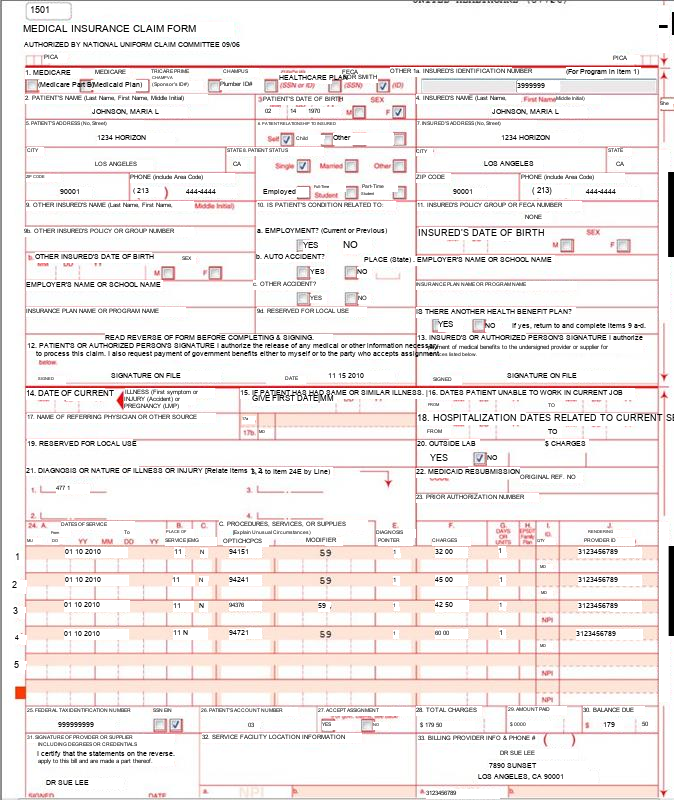 1501
MEDICAL INSURANCE CLAIM FORM
AUTHORIZED BY NATIONAL UNIFORM CLAIM COMMITTEE 09/06
PICA PICA
1. MEDICARE MEDICARE TRICARE PRIME CHAMPUS FECA OTHER 1a. INSURED'S IDENTIFICATION NUMBER (For Program in Item 1)
CHAMPVA HEALTHCARE PLAN OR SMITH
(Medicare Part B) (Medicaid Plan) (Sponsor's ID#) Plumber ID# (SSN or ID) (SSN) (ID) 3999999
2. PATIENT'S NAME (Last Name, First Name, Middle Initial) 3 PATIENT'S DATE OF BIRTH SEX 4. INSURED'S NAME (Last Name, First Name Middle Initial)
JOHNSON, MARIA L 02 14 1970 M F JOHNSON, MARIA L
5. PATIENT'S ADDRESS (No, Street) 6. PATIENT RELATIONSHIP TO INSURED 7. INSURED'S ADDRESS (No, Street)
1234 HORIZON Self Child Other 1234 HORIZON
CITY STATE 8. PATIENT STATUS CITY STATE
LOS ANGELES CA Single Married Other LOS ANGELES CA
ZIP CODE PHONE (include Area Code) ZIP CODE PHONE (include Area Code)
90001 ( 213 ) 444-4444 Employed Full-Time Student Part-Time Student 90001 ( 213) 444-4444
9. OTHER INSURED'S NAME (Last Name, First Name, Middle Initial) 10. IS PATIENT'S CONDITION RELATED TO: 11. INSURED'S POLICY GROUP OR FECA NUMBER
NONE
9b. OTHER INSURED'S POLICY OR GROUP NUMBER a. EMPLOYMENT? (Current or Previous) INSURED'S DATE OF BIRTH SEX
YES NO M F
b. OTHER INSURED'S DATE OF BIRTH SEX b. AUTO ACCIDENT? PLACE (State) EMPLOYER'S NAME OR SCHOOL NAME
MM DD YY M F YES NO
EMPLOYER'S NAME OR SCHOOL NAME c. OTHER ACCIDENT? INSURANCE PLAN NAME OR PROGRAM NAME
YES NO
INSURANCE PLAN NAME OR PROGRAM NAME 9d. RESERVED FOR LOCAL USE IS THERE ANOTHER HEALTH BENEFIT PLAN?
YES NO If yes, return to and complete Items 9 a-d.
READ REVERSE OF FORM BEFORE COMPLETING & SIGNING.
12. PATIENTS OR AUTHORIZED PERSON'S SIGNATURE I authorize the release of any medical or other information necessary
to process this claim. I also request payment of government benefits either to myself or to the party who accepts assignment
below.
13. INSURED'S OR AUTHORIZED PERSON'S SIGNATURE I authorize
payment of medical benefits to the undersigned provider or supplier for
services listed below.
SIGNED SIGNATURE ON FILE DATE 11 15 2010 SIGNED SIGNATURE ON FILE
14. DATE OF CURRENT ILLNESS (First symptom or INJURY (Accident) or PREGNANCY (LMP) 15. IF PATIENT HAS HAD SAME OR SIMILAR ILLNESS. 16. DATES PATIENT UNABLE TO WORK IN CURRENT JOB
GIVE FIRST DATE MM FROM TO
17. NAME OF REFERRING PHYSICIAN OR OTHER SOURCE 17a 18. HOSPITALIZATION DATES RELATED TO CURRENT SE
17b. FROM TO
19. RESERVED FOR LOCAL USE 20. OUTSIDE LAB $ CHARGES
YES NO
21. DIAGNOSIS OR NATURE OF ILLNESS OR INJURY [Relate Items 3, 4 to Item 24E by Line) 22. MEDICAID RESUBMISSION
CODE ORIGINAL REF. NO
1. 477 1 3.
23. PRIOR AUTHORIZATION NUMBER
2. 4.
24. A. DATES OF SERVICE B. C. C. PROCEDURES, SERVICES, OR SUPPLIES E. F. G. H. I. J.
From To PLACE OF (Explain Unusual Circumstances) DIAGNOSIS DAYS OR UNITS EPSDT Family Plan ID. RENDERING
MU DD YY MM DD YY SERVICE EMG MODIFIER POINTER CHARGES PROVIDER ID
1 01 10 2010 11 N 94151 59 1 32 00 1 3123456789
2 01 10 2010 11 N 94241 59 1 45 00 1 3123456789
3 01 10 2010 11 N 94376 59 / 1 42 50 1 3123456789
NPI
4 01 10 2010 11 N 94721 59 1 60 00 1 3123456789
5
NPI
NPI
25. FEDERAL TAX IDENTIFICATION NUMBER SSN EIN 26. PATIENT'S ACCOUNT NUMBER 27. ACCEPT ASSIGNMENT 28. TOTAL CHARGES 29. AMOUNT PAID 30. BALANCE DUE
999999999 03 YES NO $ 179 50 $ 0000 $ 179 50
31. SIGNATURE OF PROVIDER OR SUPPLIER 32. SERVICE FACILITY LOCATION INFORMATION 33. BILLING PROVIDER INFO & PHONE # ( )
INCLUDING DEGREES OR CREDENTIALS
I certify that the statements on the reverse. DR SUE LEE
apply to this bill and are made a part thereof. 7890 SUNSET
LOS ANGELES, CA 90001
DR SUE LEE
SIGNED DATE a. NPI b. a. 3123456789 b.